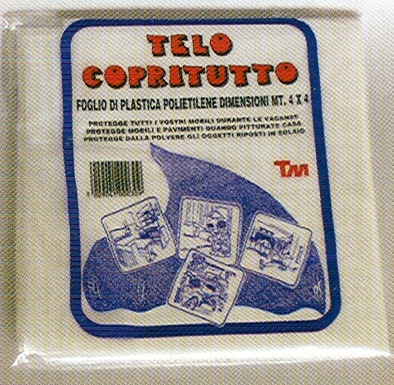 TELO
COPRITUTTO
FOGLIO DI PLASTICA POLIETILENE DIMENSIONI MT. 4 X 4
PROTEGGE TUTTI I VOSTRI MOBILI DURANTE LE VACANZE
PROTEGGE MOBILI E PAVIMENTI QUANDO PITTURATE CASA
PROTEGGE DALLA POLVERE GLI OGGETTI RIPOSTI IN SOLAIO
TM